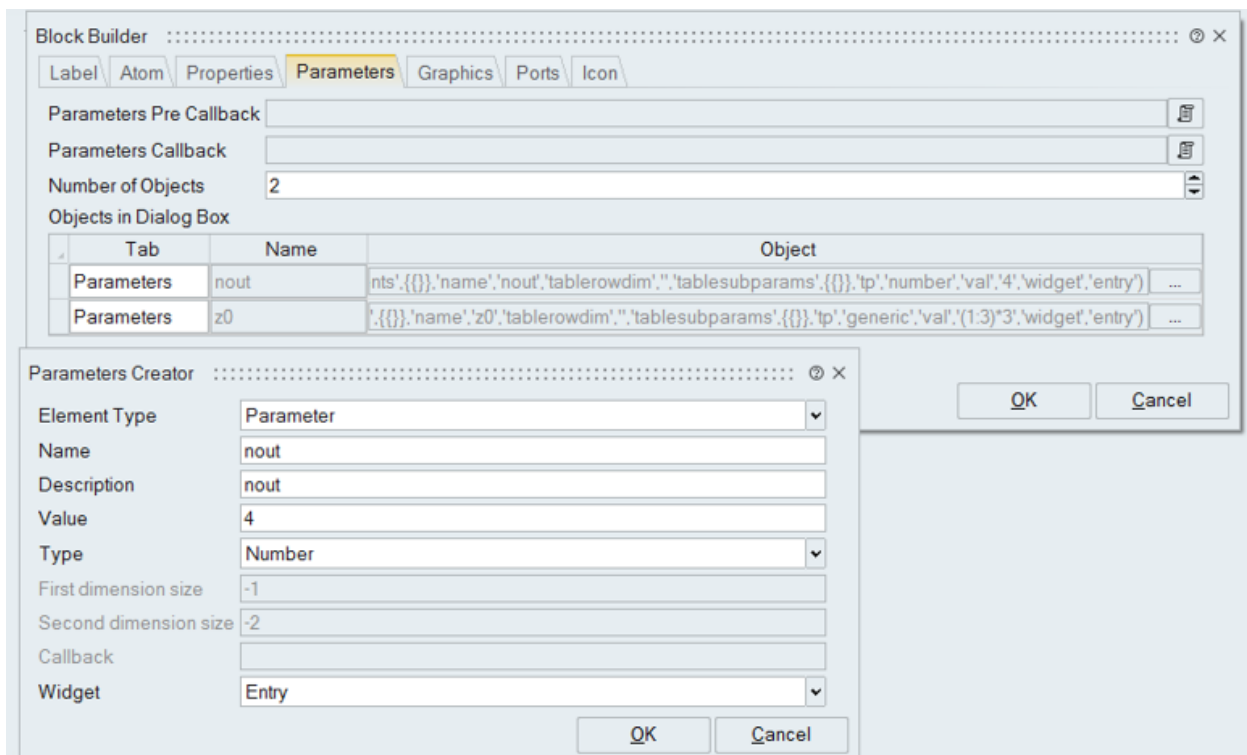 Block Builder
Label Atom Properties Parameters Graphics Ports Icon
Parameters Pre Callback
Parameters Callback
Number of Objects 2
Objects in Dialog Box
Tab Name Object
Parameters nout nts',{{}},'name','nout','tablerowdim','','tablesubparams',{{}},'tp','number','val','4','widget','entry') ...
Parameters z0 ',{{}},'name','z0','tablerowdim','','tablesubparams',{{}},'tp','generic','val','(1:3)*3','widget','entry') ...
OK Cancel
Parameters Creator
Element Type Parameter
Name nout
Description nout
Value 4
Type Number
First dimension size -1
Second dimension size -2
Callback
Widget Entry
OK Cancel